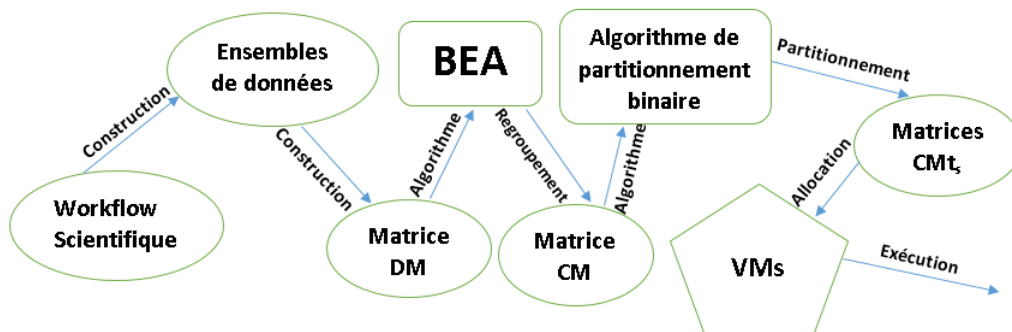 Workflow
Scientifique
Construction
Ensembles
de données
Construction
Matrice
DM
Algorithme
BEA
Regroupement
Matrice
CM
Algorithme
Algorithme de
partitionnement
binaire
Partitionnement
Matrices
CMtς
Allocation
VMs
Exécution